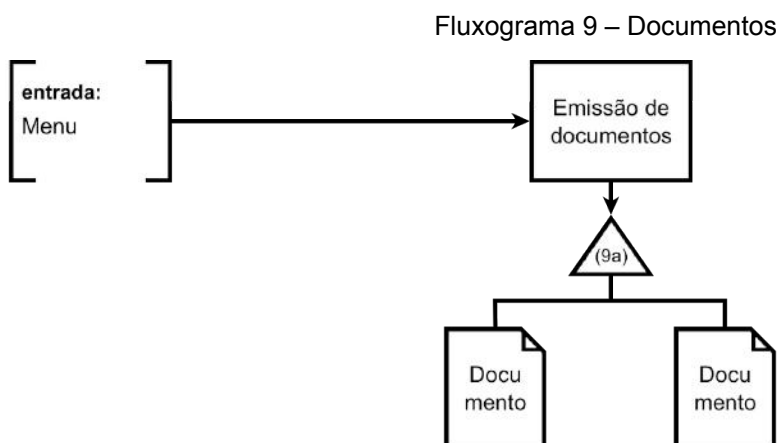 Fluxograma 9 – Documentos
entrada:
Menu
Emissão de
documentos
(9a)
Docu
mento
Docu
mento